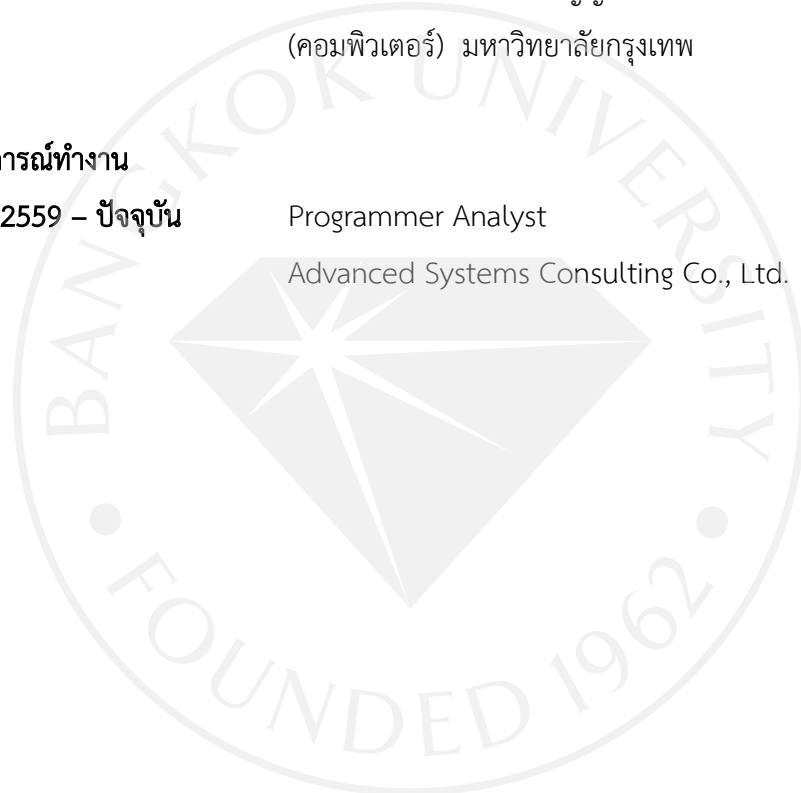 (คอมพิวเตอร์) มหาวิทยาลัยกรุงเทพ
การณ์ทำงาน
2559 – ปัจจุบัน Programmer Analyst
Advanced Systems Consulting Co., Ltd.
BANGKOK UNIVERSITY
• FOUNDED 1962 •